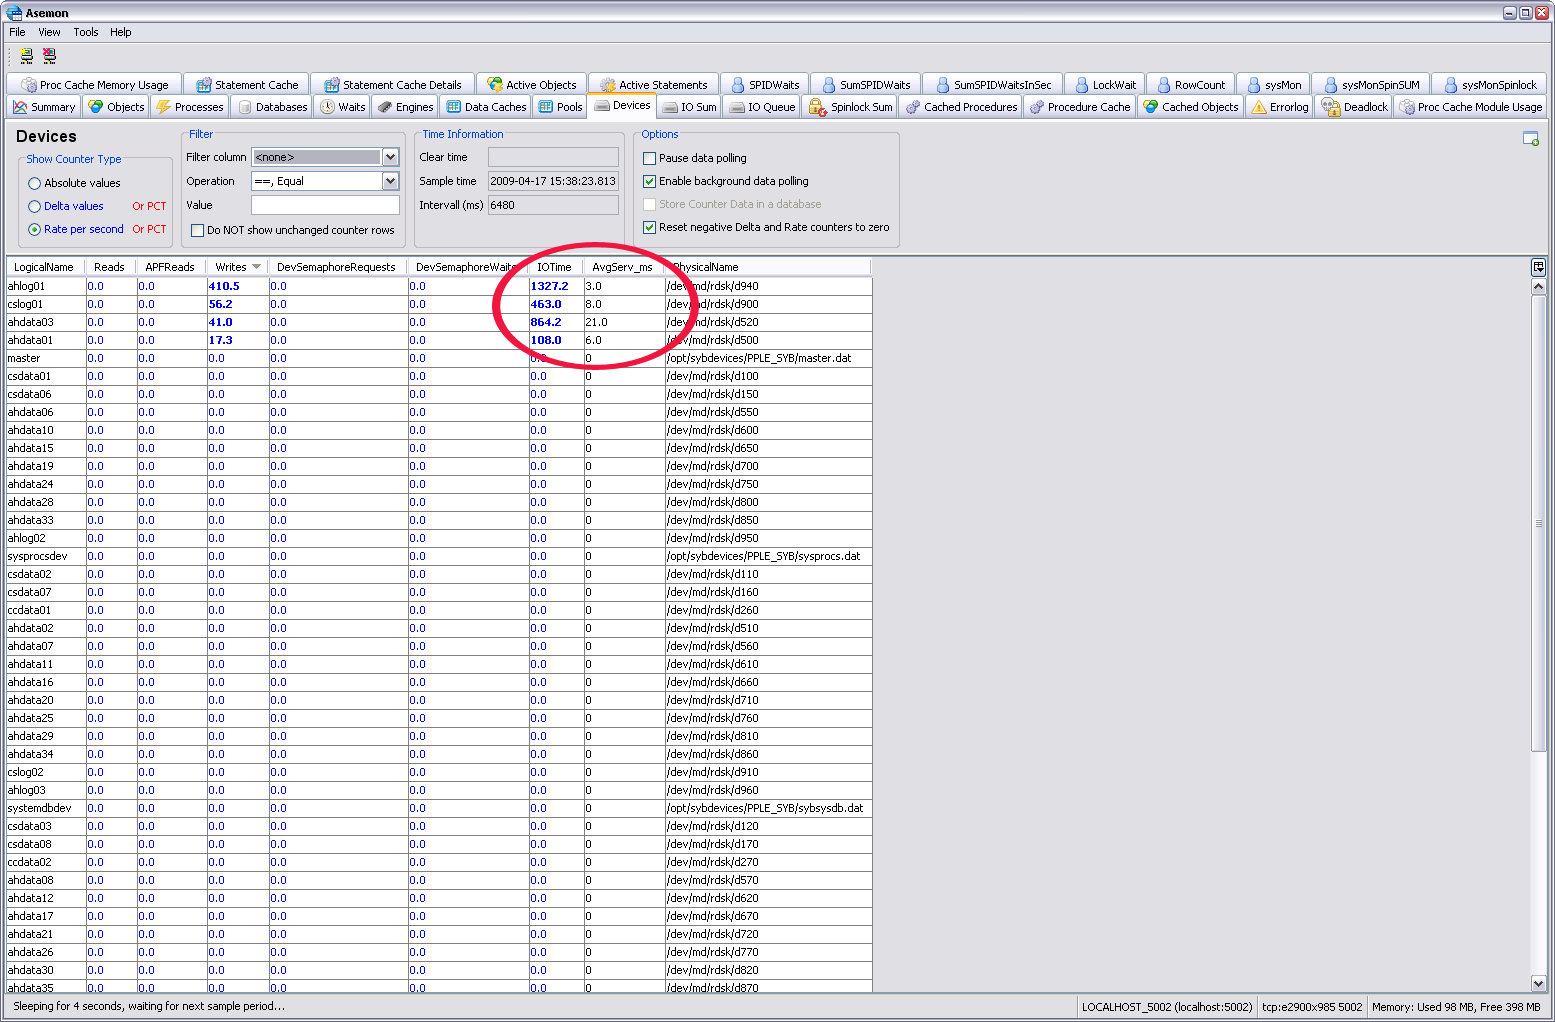 Asemon
File View Tools Help
Proc Cache Memory Usage Statement Cache Statement Cache Details Active Objects Active Statements SPIDWaits SumSPIDWaits SumSPIDWaitsInSec LockWait RowCount sysMon sysMonSpinSUM sysMonSpinlock
Summary Objects Processes Databases Waits Engines Data Caches Pools Devices IO Sum IO Queue Spinlock Sum Cached Procedures Procedure Cache Cached Objects Errorlog Deadlock Proc Cache Module Usage
Devices
Show Counter Type
Absolute values
Delta values Or PCT
Rate per second Or PCT
Filter
Filter column <none>
Operation ==, Equal
Value
Do NOT show unchanged counter rows
Time Information
Clear time
Sample time 2009-04-17 15:38:23.813
Intervall (ms) 6480
Options
Pause data polling
Enable background data polling
Store Counter Data in a database
Reset negative Delta and Rate counters to zero
LogicalName Reads APFReads Writes DevSemaphoreRequests DevSemaphoreWaits IOTime AvgServ_ms PhysicalName
ahlog01 0.0 0.0 410.5 0.0 0.0 1327.2 3.0 /dev/md/rdsk/d940
cslog01 0.0 0.0 56.2 0.0 0.0 463.0 8.0 /dev/md/rdsk/d900
ahdata03 0.0 0.0 41.0 0.0 0.0 864.2 21.0 /dev/md/rdsk/d520
ahdata01 0.0 0.0 17.3 0.0 0.0 108.0 6.0 /dev/md/rdsk/d500
master 0.0 0.0 0.0 0.0 0.0 0.0 0 /opt/sybdevices/PPLE_SYB/master.dat
csdata01 0.0 0.0 0.0 0.0 0.0 0.0 0 /dev/md/rdsk/d100
csdata06 0.0 0.0 0.0 0.0 0.0 0.0 0 /dev/md/rdsk/d150
ahdata06 0.0 0.0 0.0 0.0 0.0 0.0 0 /dev/md/rdsk/d550
ahdata10 0.0 0.0 0.0 0.0 0.0 0.0 0 /dev/md/rdsk/d600
ahdata15 0.0 0.0 0.0 0.0 0.0 0.0 0 /dev/md/rdsk/d650
ahdata19 0.0 0.0 0.0 0.0 0.0 0.0 0 /dev/md/rdsk/d700
ahdata24 0.0 0.0 0.0 0.0 0.0 0.0 0 /dev/md/rdsk/d750
ahdata28 0.0 0.0 0.0 0.0 0.0 0.0 0 /dev/md/rdsk/d800
ahdata33 0.0 0.0 0.0 0.0 0.0 0.0 0 /dev/md/rdsk/d850
ahlog02 0.0 0.0 0.0 0.0 0.0 0.0 0 /dev/md/rdsk/d950
sysprocsdev 0.0 0.0 0.0 0.0 0.0 0.0 0 /opt/sybdevices/PPLE_SYB/sysprocs.dat
csdata02 0.0 0.0 0.0 0.0 0.0 0.0 0 /dev/md/rdsk/d110
csdata07 0.0 0.0 0.0 0.0 0.0 0.0 0 /dev/md/rdsk/d160
ccdata01 0.0 0.0 0.0 0.0 0.0 0.0 0 /dev/md/rdsk/d260
ahdata02 0.0 0.0 0.0 0.0 0.0 0.0 0 /dev/md/rdsk/d510
ahdata07 0.0 0.0 0.0 0.0 0.0 0.0 0 /dev/md/rdsk/d560
ahdata11 0.0 0.0 0.0 0.0 0.0 0.0 0 /dev/md/rdsk/d610
ahdata16 0.0 0.0 0.0 0.0 0.0 0.0 0 /dev/md/rdsk/d660
ahdata20 0.0 0.0 0.0 0.0 0.0 0.0 0 /dev/md/rdsk/d710
ahdata25 0.0 0.0 0.0 0.0 0.0 0.0 0 /dev/md/rdsk/d760
ahdata29 0.0 0.0 0.0 0.0 0.0 0.0 0 /dev/md/rdsk/d810
ahdata34 0.0 0.0 0.0 0.0 0.0 0.0 0 /dev/md/rdsk/d860
cslog02 0.0 0.0 0.0 0.0 0.0 0.0 0 /dev/md/rdsk/d910
ahlog03 0.0 0.0 0.0 0.0 0.0 0.0 0 /dev/md/rdsk/d960
systemdbdev 0.0 0.0 0.0 0.0 0.0 0.0 0 /opt/sybdevices/PPLE_SYB/sybsysdb.dat
csdata03 0.0 0.0 0.0 0.0 0.0 0.0 0 /dev/md/rdsk/d120
csdata08 0.0 0.0 0.0 0.0 0.0 0.0 0 /dev/md/rdsk/d170
ccdata02 0.0 0.0 0.0 0.0 0.0 0.0 0 /dev/md/rdsk/d270
ahdata08 0.0 0.0 0.0 0.0 0.0 0.0 0 /dev/md/rdsk/d570
ahdata12 0.0 0.0 0.0 0.0 0.0 0.0 0 /dev/md/rdsk/d620
ahdata17 0.0 0.0 0.0 0.0 0.0 0.0 0 /dev/md/rdsk/d670
ahdata21 0.0 0.0 0.0 0.0 0.0 0.0 0 /dev/md/rdsk/d720
ahdata26 0.0 0.0 0.0 0.0 0.0 0.0 0 /dev/md/rdsk/d770
ahdata30 0.0 0.0 0.0 0.0 0.0 0.0 0 /dev/md/rdsk/d820
ahdata35 0.0 0.0 0.0 0.0 0.0 0.0 0 /dev/md/rdsk/d870
Sleeping for 4 seconds, waiting for next sample period... LOCALHOST_5002 (localhost:5002) tcp:e2900x985 5002 Memory: Used 98 MB, Free 398 MB